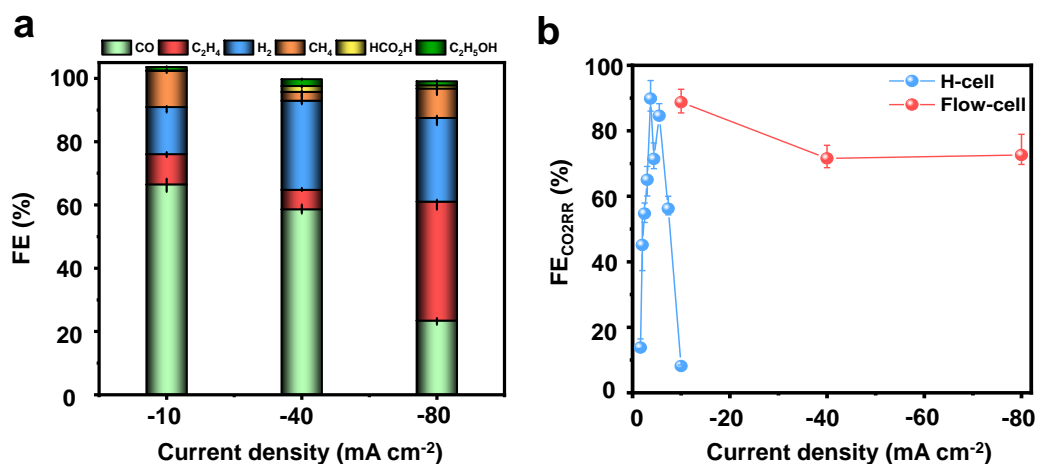 a
CO C₂H₄ H₂ CH₄ HCO₂H C₂H₅OH
100
80
60
40
20
0
FE (%)
-10 -40 -80
Current density (mA cm⁻²)
b
H-cell
Flow-cell
100
80
60
40
20
0
FE_CO2RR (%)
0 -20 -40 -60 -80
Current density (mA cm⁻²)